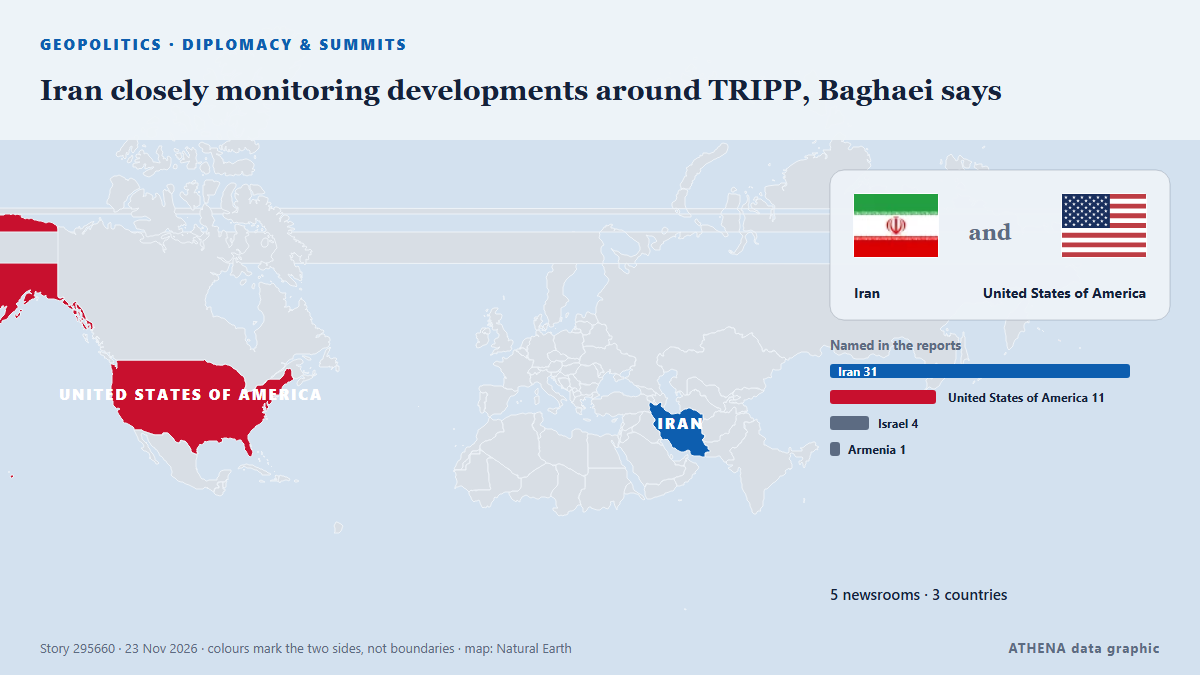 GEOPOLITICS · DIPLOMACY & SUMMITS
Iran closely monitoring developments around TRIPP, Baghaei says
and
Iran
United States of America
Named in the reports
Iran 31
United States of America 11
Israel 4
Armenia 1
UNITED STATES OF AMERICA
IRAN
5 newsrooms · 3 countries
Story 295660 · 23 Nov 2026 · colours mark the two sides, not boundaries · map: Natural Earth
ATHENA data graphic